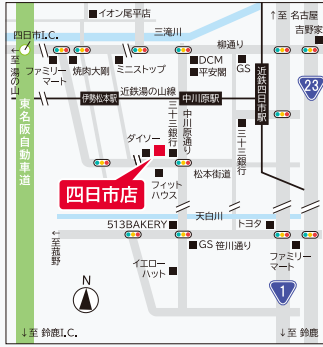 イオン尾平店
↑至 名古屋
吉野家
四日市I.C.
三滝川
柳通り
←至湯の山
ファミリーマート
焼肉大剛
ミニストップ
DCM
平安閣
GS
近鉄四日市駅
23
近鉄湯の山線
伊勢松本駅
中川原駅
東名阪自動車道
ダイソー
三十三銀行
中川原通り
三十三銀行
松本街道
四日市店
フィットハウス
天白川
513BAKERY
トヨタ
←至菰野
GS
笹川通り
ファミリーマート
イエローハット
N
1
↓至 鈴鹿I.C.
↓至 鈴鹿